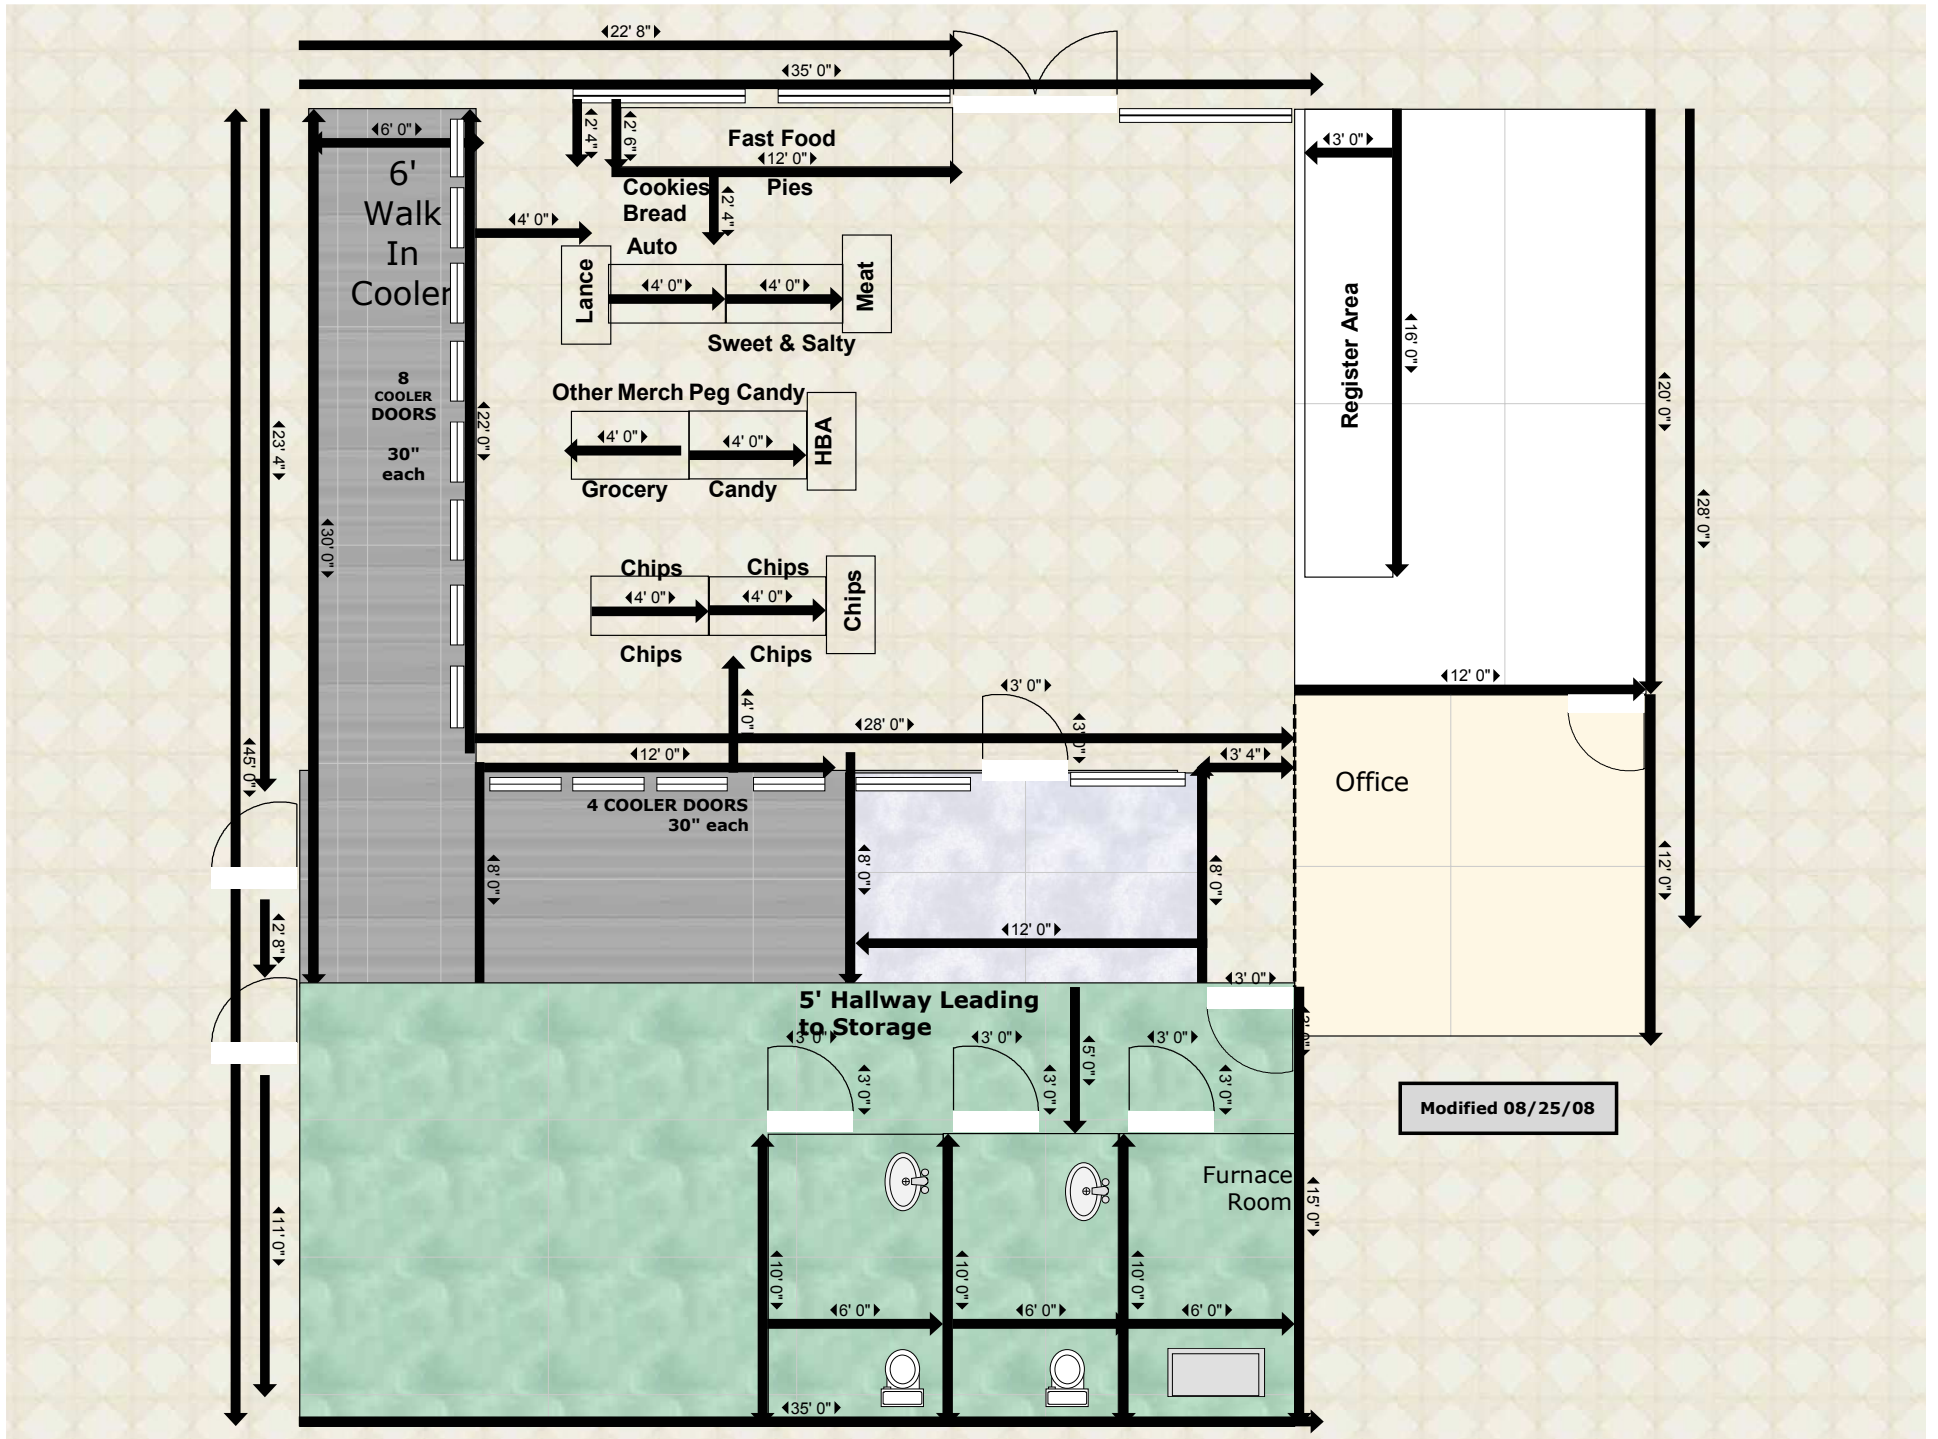 22' 8"
35' 0"
6' 0"
2' 4"
2' 6"
Fast Food
12' 0"
3' 0"
6'
Walk
In
Cooler
Cookies
Pies
Bread
2' 4"
4' 0"
Auto
Lance
4' 0"
4' 0"
Meat
Sweet & Salty
Register Area
16' 0"
8
COOLER
DOORS
30"
each
Other Merch Peg Candy
20' 0"
22' 0"
23' 4"
4' 0"
4' 0"
HBA
Grocery
Candy
28' 0"
30' 0"
Chips
Chips
4' 0"
4' 0"
Chips
Chips
Chips
3' 0"
12' 0"
4' 0"
28' 0"
3' 0"
45' 0"
12' 0"
3' 4"
Office
4 COOLER DOORS
30" each
8' 0"
8' 0"
8' 0"
12' 0"
2' 8"
12' 0"
3' 0"
5' Hallway Leading
to Storage
3' 0"
3' 0"
3' 0"
3' 0"
5' 0"
3' 0"
3' 0"
3' 0"
Modified 08/25/08
Furnace
Room
15' 0"
11' 0"
10' 0"
10' 0"
10' 0"
6' 0"
6' 0"
6' 0"
35' 0"